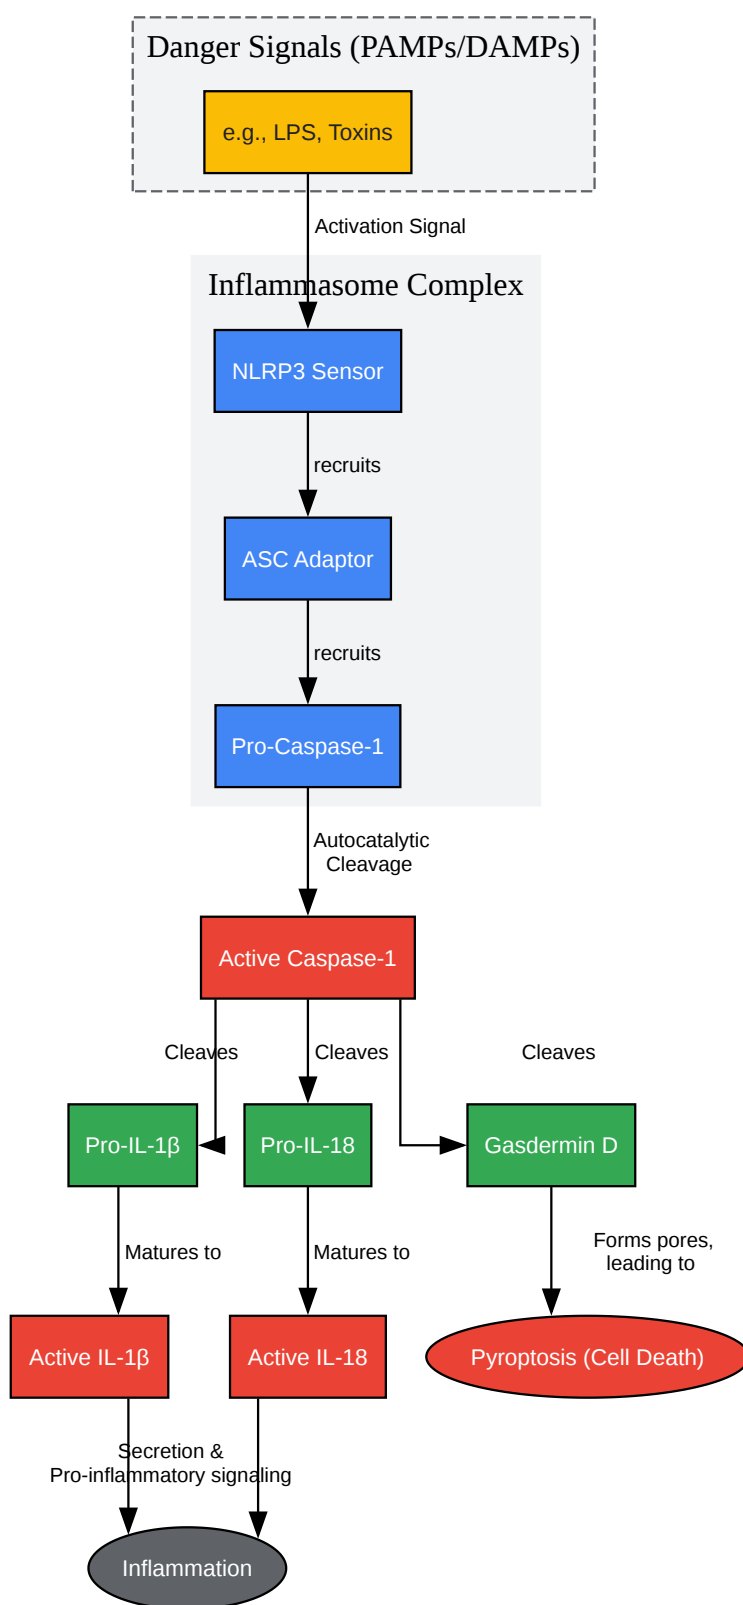 Danger Signals (PAMPs/DAMPs)
e.g., LPS, Toxins
Activation Signal
Inflammasome Complex
NLRP3 Sensor
recruits
ASC Adaptor
recruits
Pro-Caspase-1
Autocatalytic
Cleavage
Active Caspase-1
Cleaves
Cleaves
Cleaves
Pro-IL-1β
Pro-IL-18
Gasdermin D
Matures to
Matures to
Forms pores,
leading to
Active IL-1β
Active IL-18
Pyroptosis (Cell Death)
Secretion &
Pro-inflammatory signaling
Inflammation